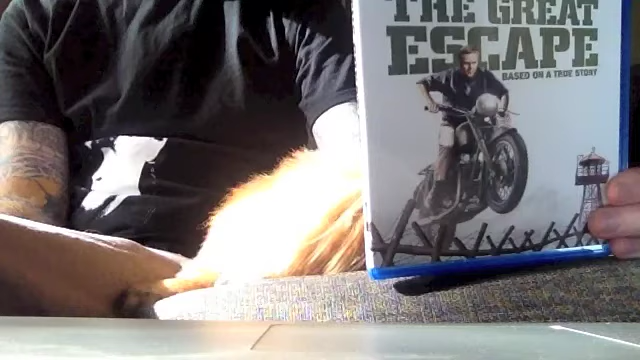 THE GREAT
ESCAPE
BASED ON A TRUE STORY